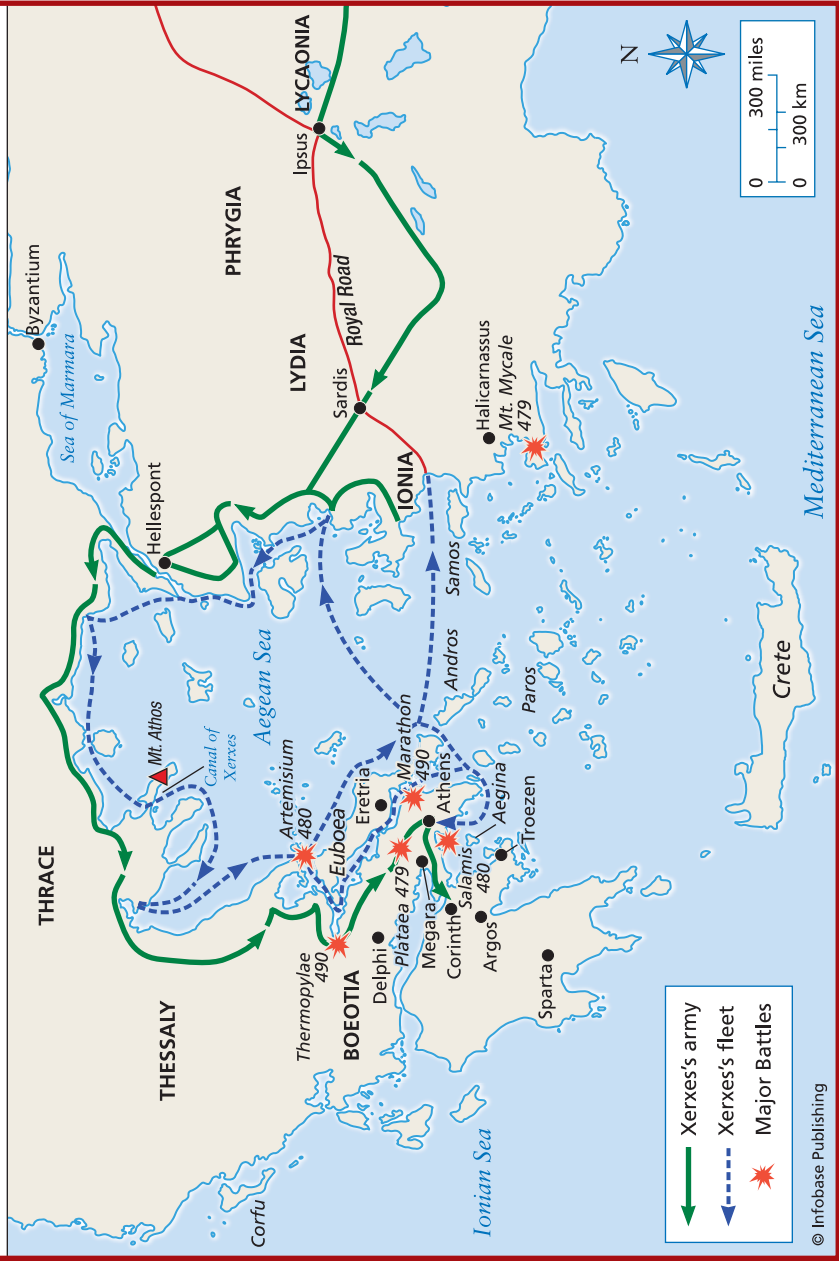 THRACE
THESSALY
BOEOTIA
PHRYGIA
LYDIA
LYCAONIA
IONIA
Byzantium
Sea of Marmara
Hellespont
Ipsus
Royal Road
Sardis
Halicarnassus
Mt. Mycale
479
Mt. Athos
Canal of
Xerxes
Aegean Sea
Artemisium
480
Thermopylae
490
Euboea
Eretria
Marathon
490
Athens
Plataea 479
Delphi
Megara
Salamis
480
Corinth
Aegina
Troezen
Argos
Sparta
Andros
Samos
Paros
Crete
Corfu
Ionian Sea
Mediterranean Sea
N
0 300 miles
0 300 km
Xerxes's army
Xerxes's fleet
Major Battles
© Infobase Publishing